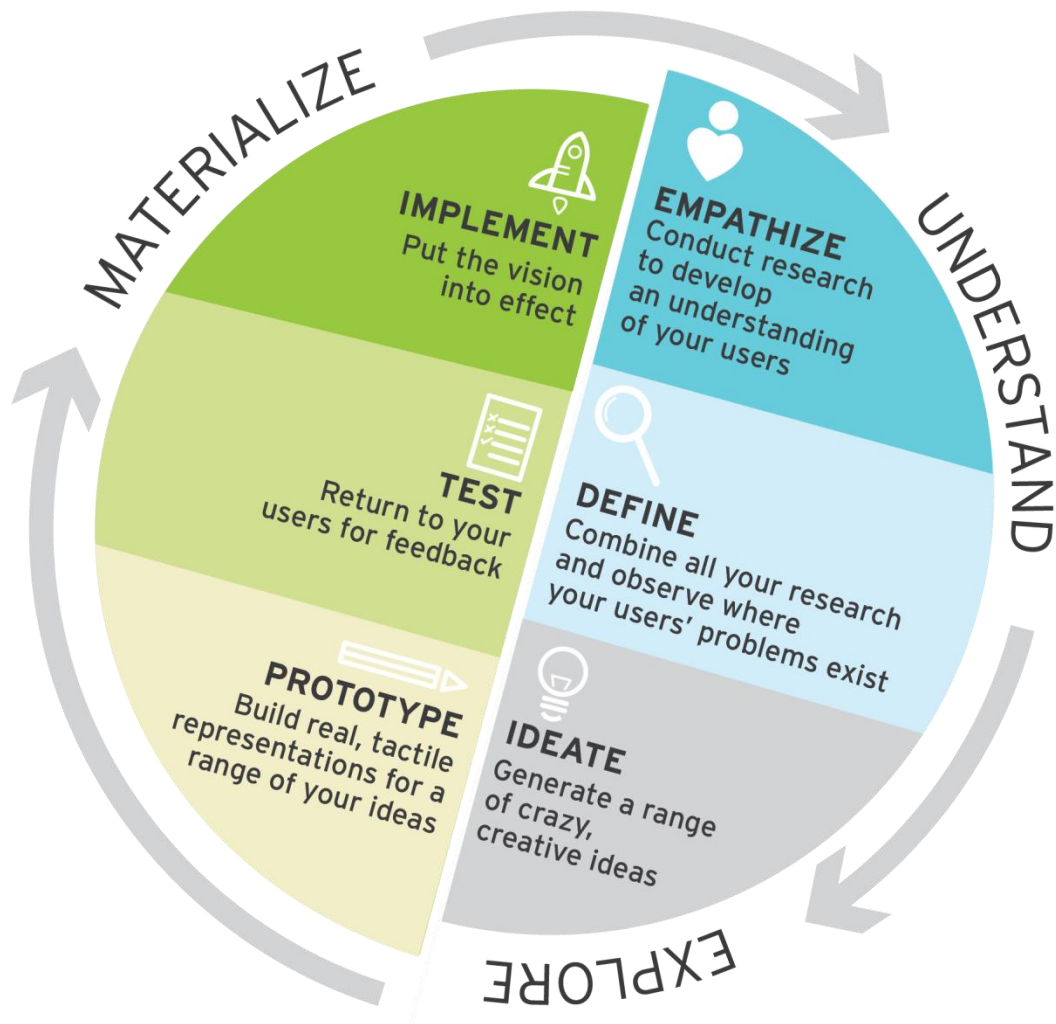 UNDERSTAND
EMPATHIZE
Conduct research
to develop
an understanding
of your users
DEFINE
Combine all your research
and observe where
your users' problems exist
EXPLORE
IDEATE
Generate a range
of crazy,
creative ideas
PROTOTYPE
Build real, tactile
representations for a
range of your ideas
MATERIALIZE
TEST
Return to your
users for feedback
IMPLEMENT
Put the vision
into effect